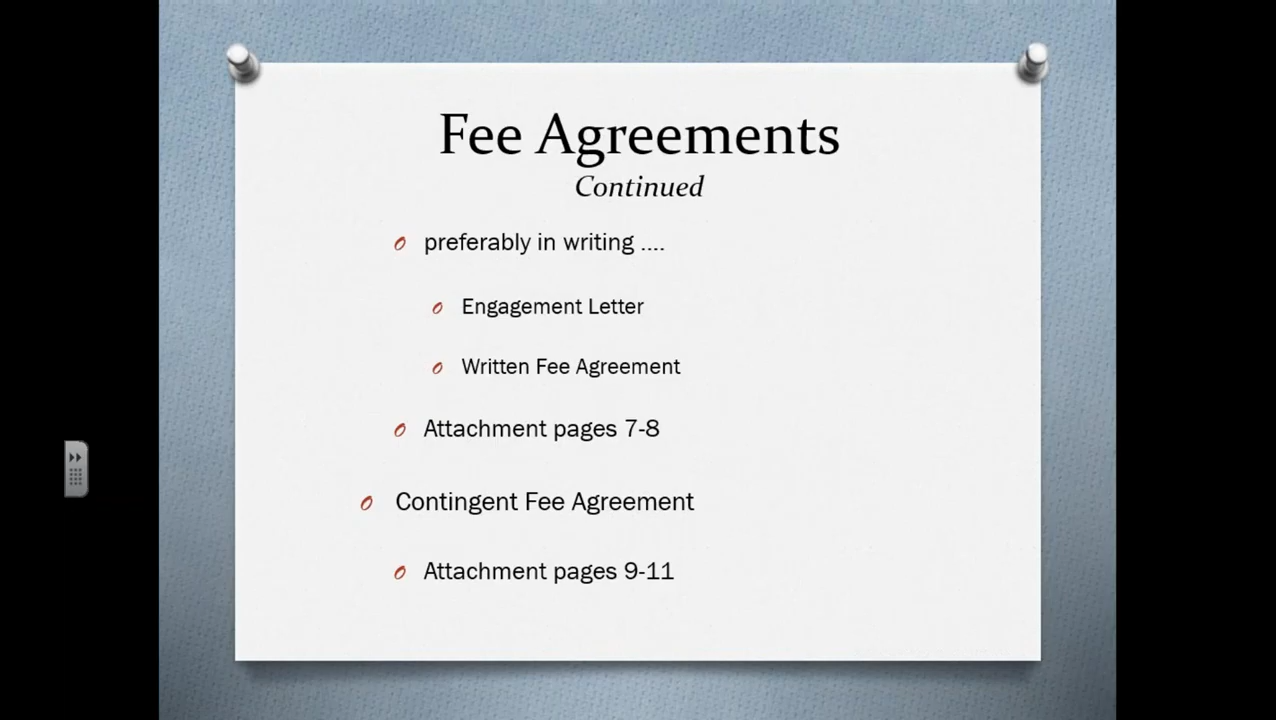 Fee Agreements
Continued
preferably in writing ....
Engagement Letter
Written Fee Agreement
Attachment pages 7-8
Contingent Fee Agreement
Attachment pages 9-11